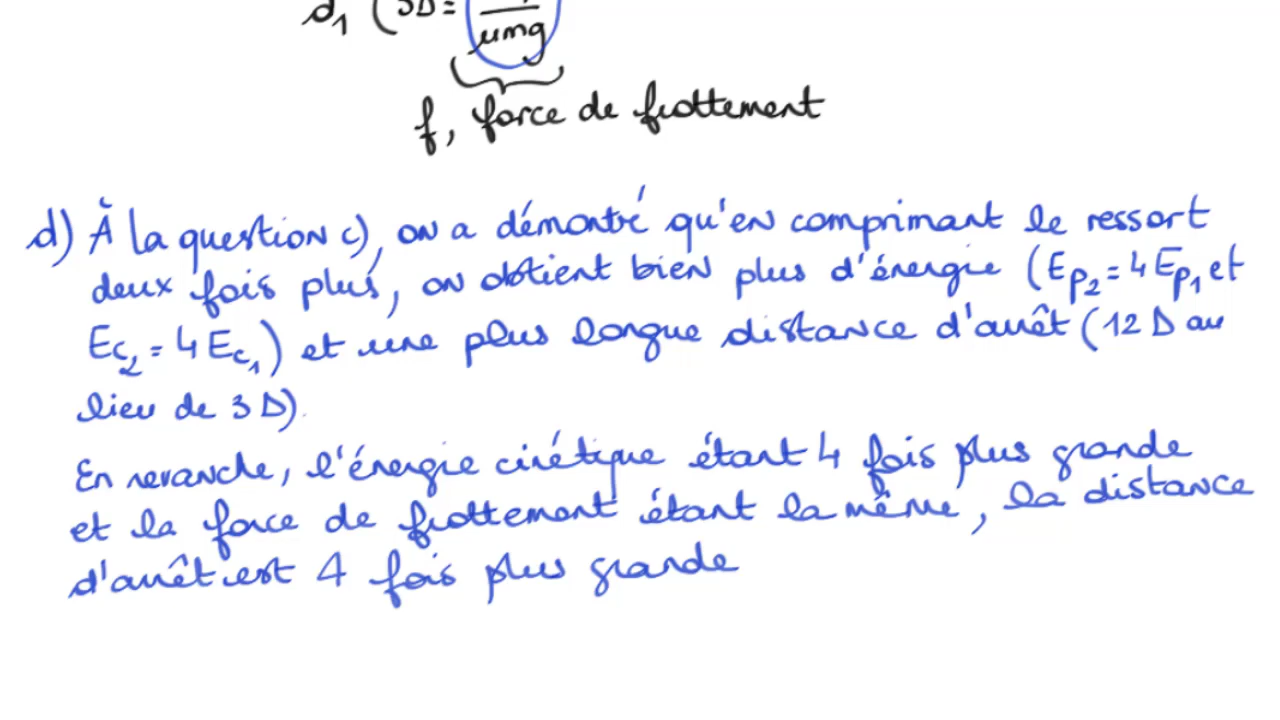 d₁ (3D =
μmg
f, force de frottement
d) À la question c), on a démontré qu'en comprimant le ressort
deux fois plus, on obtient bien plus d'énergie (Ep₂ = 4 Ep₁ et
Ec₂ = 4 Ec₁) et une plus longue distance d'arrêt (12 D au
lieu de 3 D).
En revanche, l'énergie cinétique étant 4 fois plus grande
et la force de frottement étant la même, la distance
d'arrêt est 4 fois plus grande